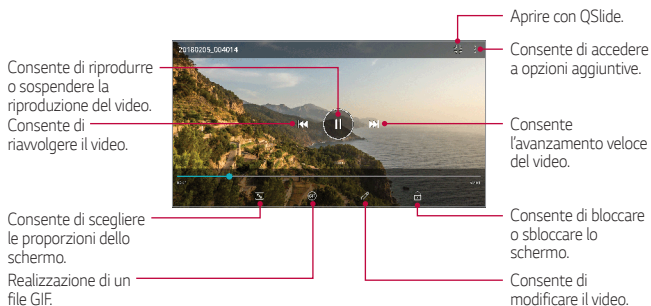 Aprire con QSlide.
20180205_004014
Consente di accedere
a opzioni aggiuntive.
Consente di riprodurre
o sospendere la
riproduzione del video.
Consente di
riavvolgere il video.
Consente
l'avanzamento veloce
del video.
Consente di scegliere
le proporzioni dello
schermo.
Realizzazione di un
file GIF.
GIF
Consente di bloccare
o sbloccare lo
schermo.
Consente di
modificare il video.